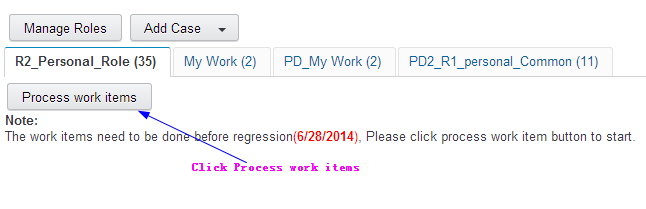 Manage Roles Add Case
R2_Personal_Role (35) My Work (2) PD_My Work (2) PD2_R1_personal_Common (11)
Process work items
Note:
The work items need to be done before regression(6/28/2014), Please click process work item button to start.
Click Process work items